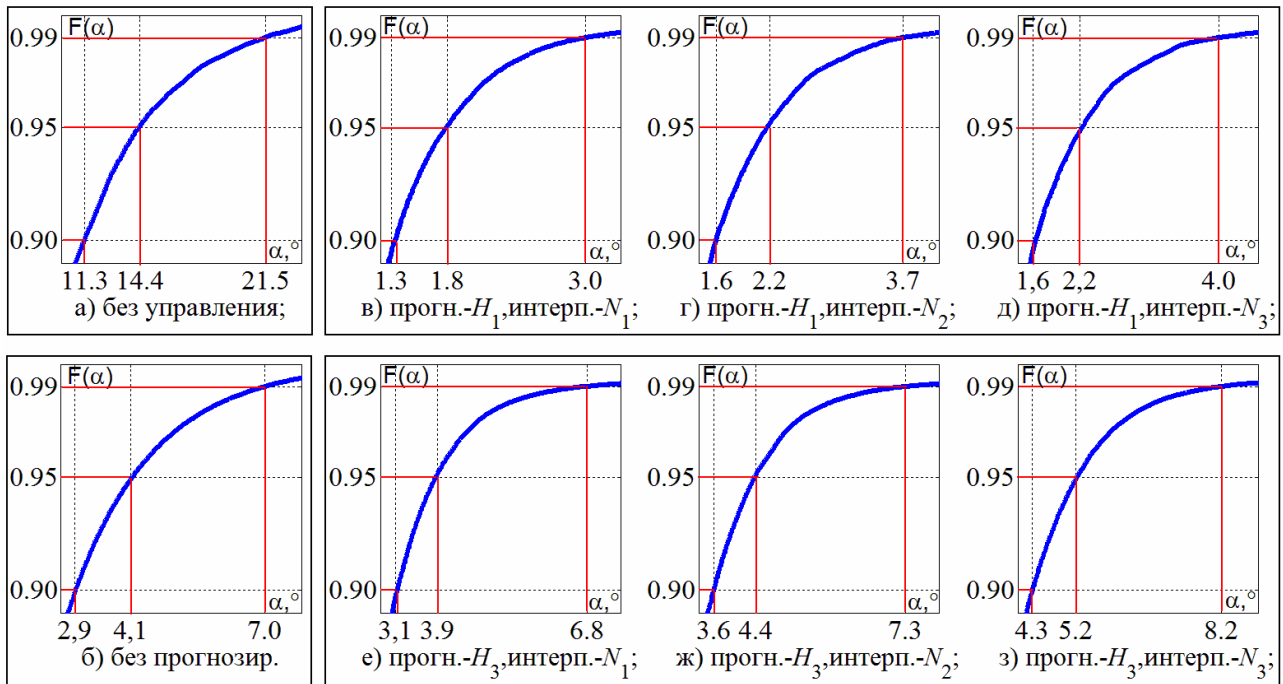 F(α)
0.99
0.95
0.90
α,°
11.3 14.4 21.5
а) без управления;
F(α)
0.99
0.95
0.90
α,°
1.3 1.8 3.0
в) прогн.-H1,интерп.-N1;
F(α)
0.99
0.95
0.90
α,°
1.6 2.2 3.7
г) прогн.-H1,интерп.-N2;
F(α)
0.99
0.95
0.90
α,°
1,6 2,2 4.0
д) прогн.-H1,интерп.-N3;
F(α)
0.99
0.95
0.90
α,°
2,9 4,1 7.0
б) без прогнозир.
F(α)
0.99
0.95
0.90
α,°
3,1 3.9 6.8
е) прогн.-H3,интерп.-N1;
F(α)
0.99
0.95
0.90
α,°
3.6 4.4 7.3
ж) прогн.-H3,интерп.-N2;
F(α)
0.99
0.95
0.90
α,°
4.3 5.2 8.2
з) прогн.-H3,интерп.-N3;